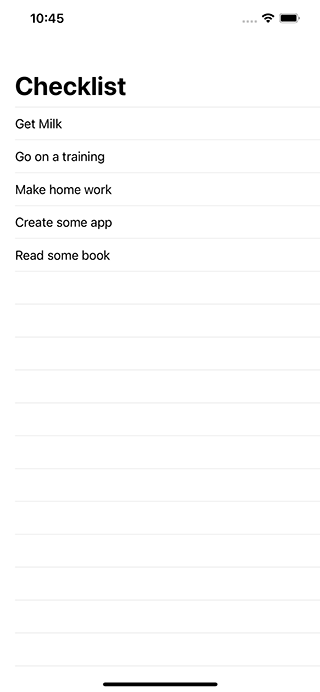 10:45
Checklist
Get Milk
Go on a training
Make home work
Create some app
Read some book